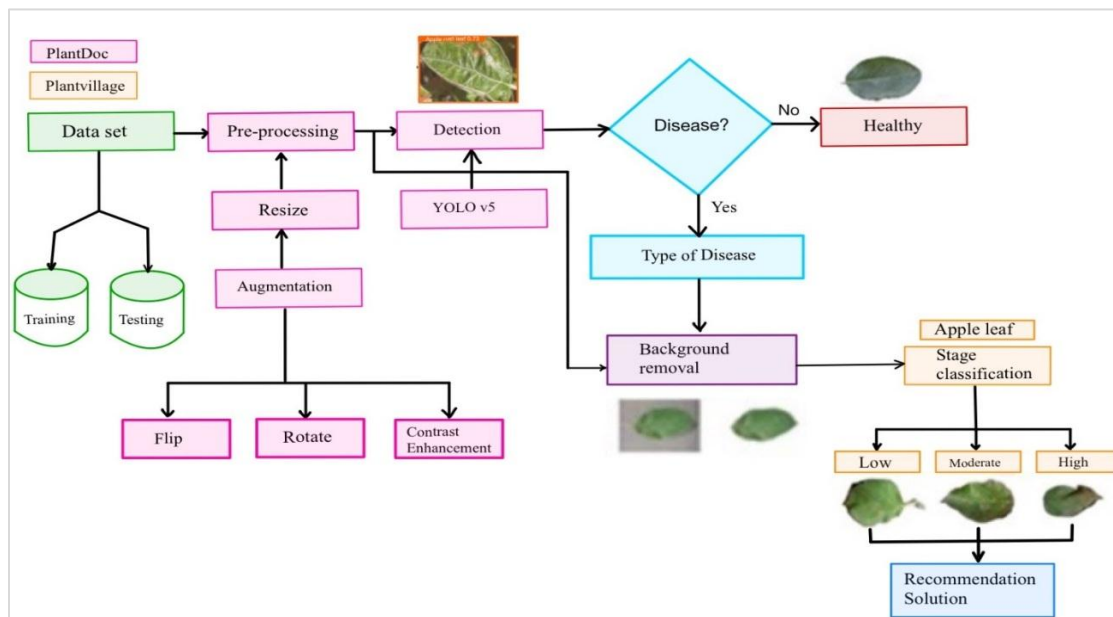 PlantDoc
Plantvillage
Data set
Pre-processing
Detection
Disease?
No
Healthy
Resize
YOLO v5
Yes
Type of Disease
Augmentation
Training
Testing
Background
removal
Apple leaf
Stage
classification
Flip
Rotate
Contrast
Enhancement
Low
Moderate
High
Recommendation
Solution